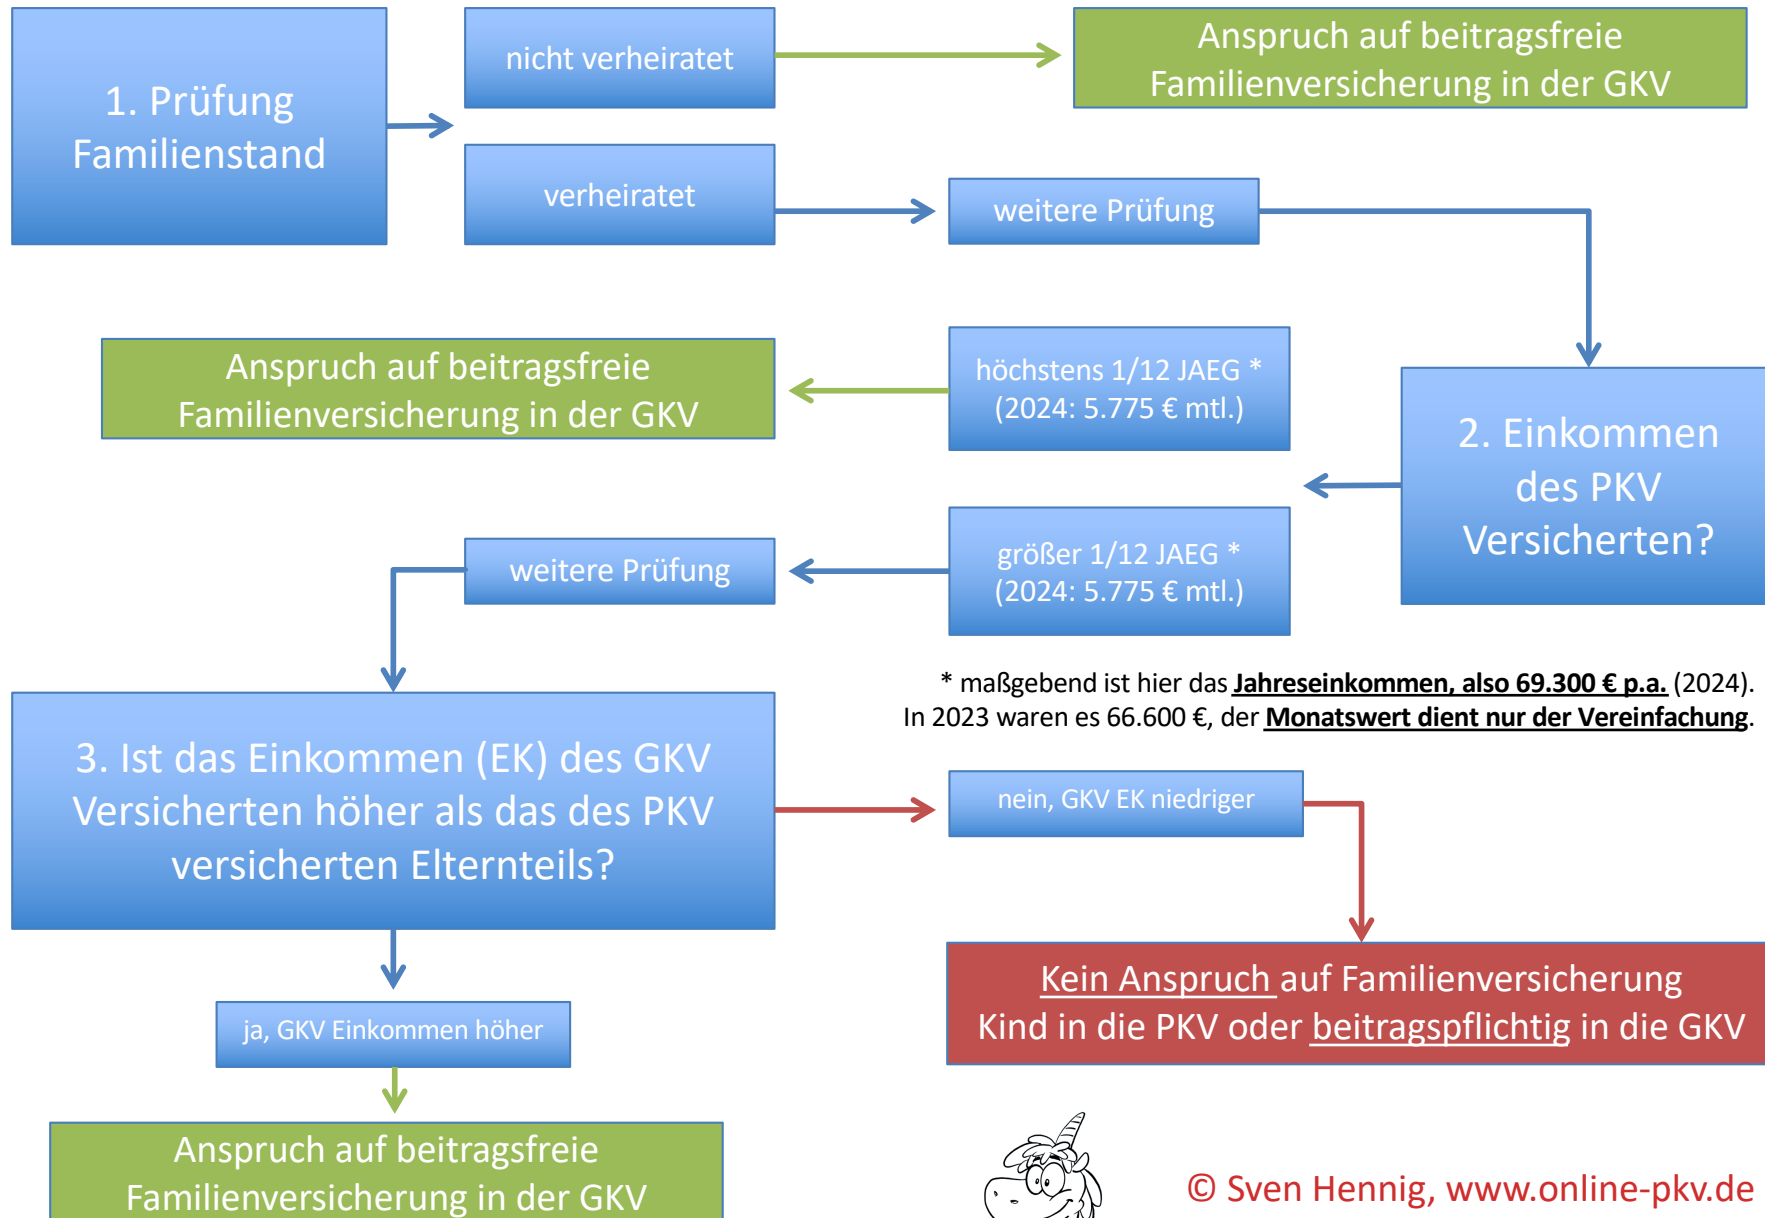 1. Prüfung
Familienstand
nicht verheiratet
Anspruch auf beitragsfreie
Familienversicherung in der GKV
verheiratet
weitere Prüfung
Anspruch auf beitragsfreie
Familienversicherung in der GKV
höchstens 1/12 JAEG *
(2024: 5.775 € mtl.)
2. Einkommen
des PKV
Versicherten?
weitere Prüfung
größer 1/12 JAEG *
(2024: 5.775 € mtl.)
* maßgebend ist hier das Jahreseinkommen, also 69.300 € p.a. (2024).
In 2023 waren es 66.600 €, der Monatswert dient nur der Vereinfachung.
3. Ist das Einkommen (EK) des GKV
Versicherten höher als das des PKV
versicherten Elternteils?
nein, GKV EK niedriger
Kein Anspruch auf Familienversicherung
Kind in die PKV oder beitragspflichtig in die GKV
ja, GKV Einkommen höher
Anspruch auf beitragsfreie
Familienversicherung in der GKV
© Sven Hennig, www.online-pkv.de